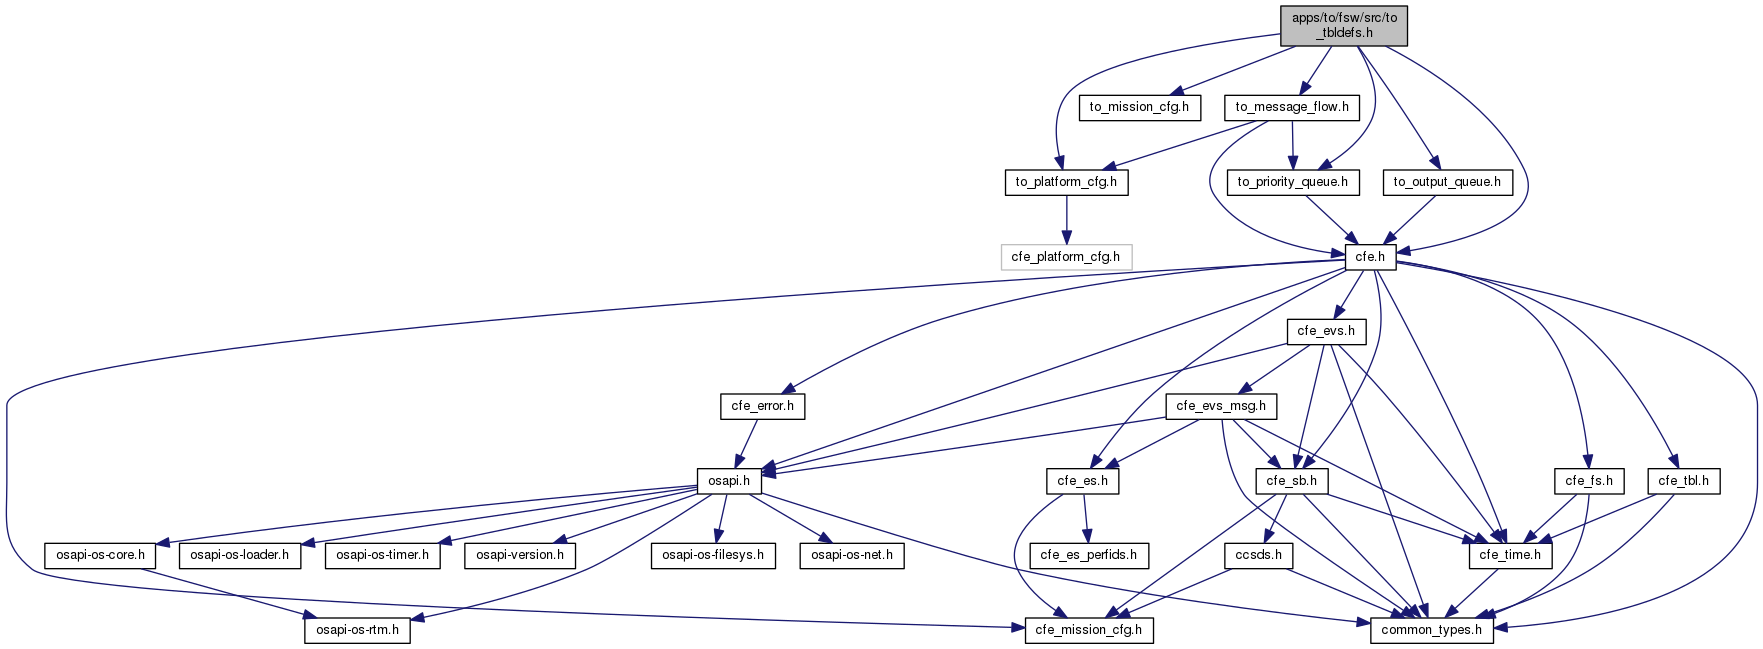 apps/to/fsw/src/to
_tbldefs.h
to_mission_cfg.h
to_message_flow.h
to_platform_cfg.h
to_priority_queue.h
to_output_queue.h
cfe_platform_cfg.h
cfe.h
cfe_evs.h
cfe_error.h
cfe_evs_msg.h
osapi.h
cfe_es.h
cfe_sb.h
cfe_fs.h
cfe_tbl.h
osapi-os-core.h
osapi-os-loader.h
osapi-os-timer.h
osapi-version.h
osapi-os-filesys.h
osapi-os-net.h
cfe_es_perfids.h
ccsds.h
cfe_time.h
osapi-os-rtm.h
cfe_mission_cfg.h
common_types.h